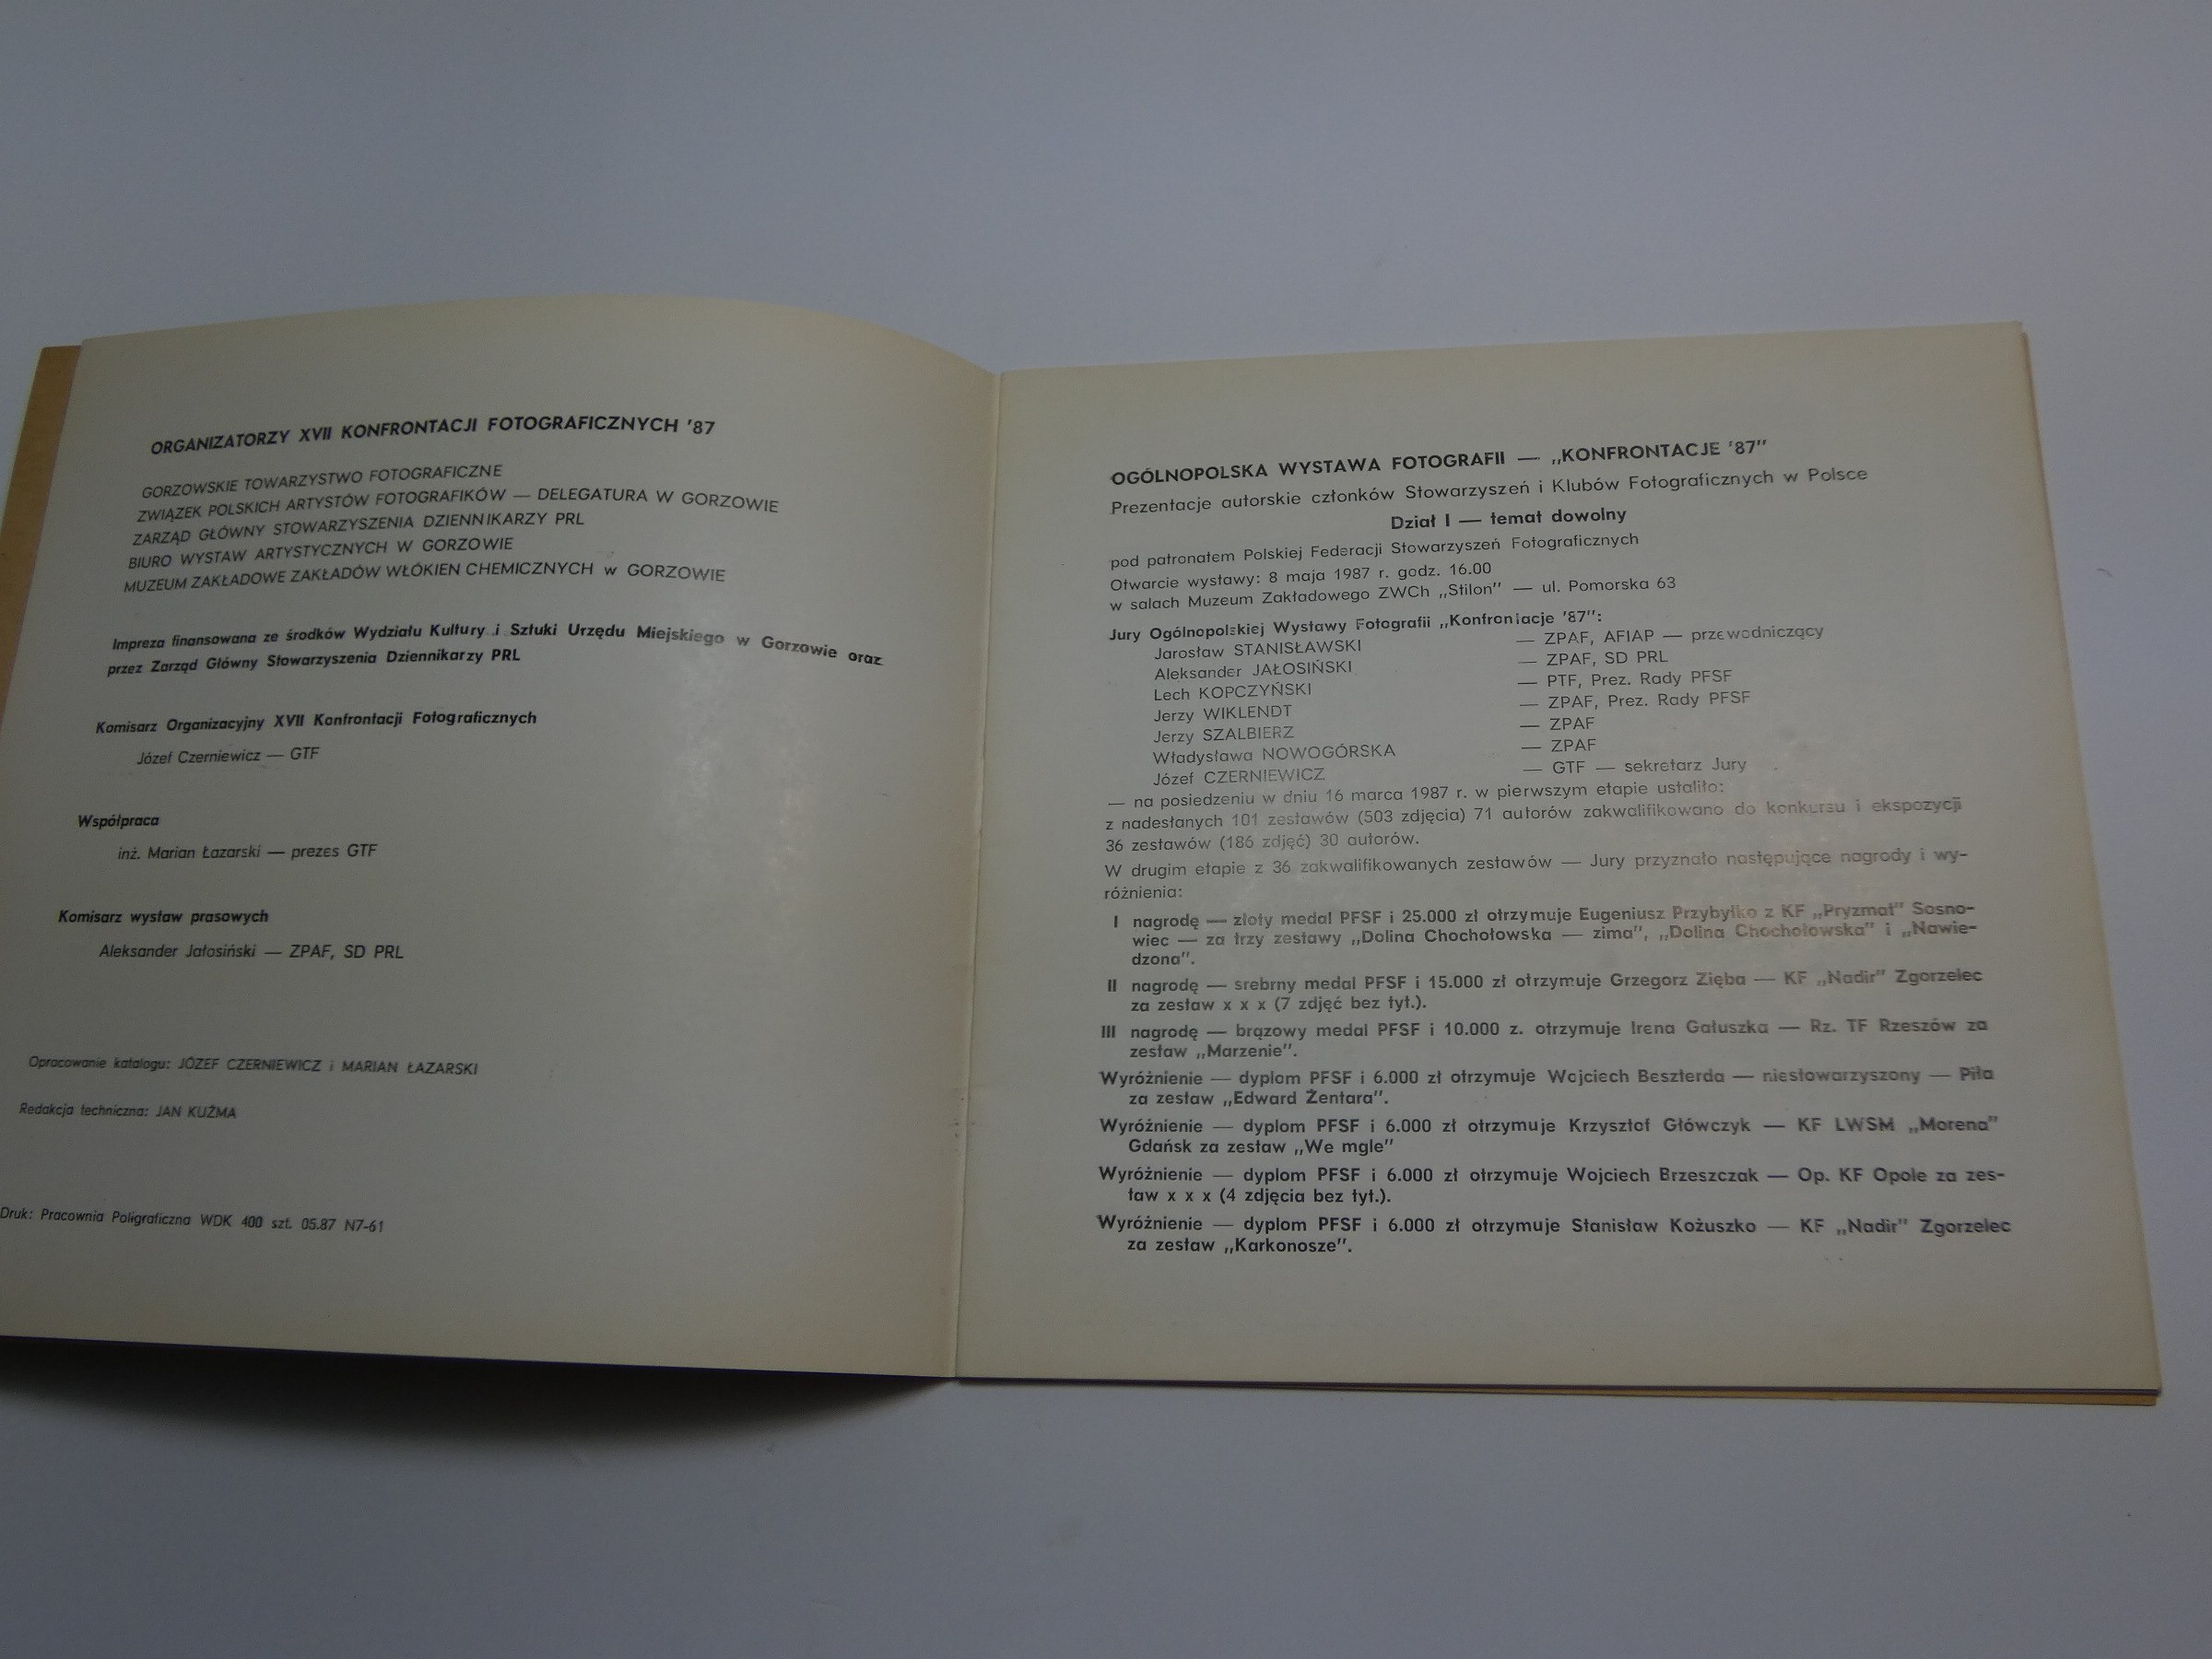 ORGANIZATORZY XVII KONFRONTACJI FOTOGRAFICZNYCH '87
GORZOWSKIE TOWARZYSTWO FOTOGRAFICZNE
ZWIĄZEK POLSKICH ARTYSTÓW FOTOGRAFIKÓW — DELEGATURA W GORZOWIE
ZARZĄD GŁÓWNY STOWARZYSZENIA DZIENNIKARZY PRL
BIURO WYSTAW ARTYSTYCZNYCH W GORZOWIE
MUZEUM ZAKŁADOWE ZAKŁADÓW WŁÓKIEN CHEMICZNYCH w GORZOWIE
Impreza finansowana ze środków Wydziału Kultury i Sztuki Urzędu Miejskiego w Gorzowie oraz
przez Zarząd Główny Stowarzyszenia Dziennikarzy PRL
Komisarz Organizacyjny XVII Konfrontacji Fotograficznych
Józef Czerniewicz — GTF
Współpraca
inż. Marian Łazarski — prezes GTF
Komisarz wystaw prasowych
Aleksander Jałosiński — ZPAF, SD PRL
Opracowanie katalogu: JÓZEF CZERNIEWICZ i MARIAN ŁAZARSKI
Redakcja techniczna: JAN KUŹMA
Druk: Pracownia Poligraficzna WDK 400 szt. 05.87 N7-61
OGÓLNOPOLSKA WYSTAWA FOTOGRAFII — „KONFRONTACJE '87"
Prezentacje autorskie członków Stowarzyszeń i Klubów Fotograficznych w Polsce
Dział I — temat dowolny
pod patronatem Polskiej Federacji Stowarzyszeń Fotograficznych
Otwarcie wystawy: 8 maja 1987 r. godz. 16.00
w salach Muzeum Zakładowego ZWCh „Stilon" — ul. Pomorska 63
Jury Ogólnopolskiej Wystawy Fotografii „Konfrontacje '87":
Jarosław STANISŁAWSKI — ZPAF, AFIAP — przewodniczący
Aleksander JAŁOSIŃSKI — ZPAF, SD PRL
Lech KOPCZYŃSKI — PTF, Prez. Rady PFSF
Jerzy WIKLENDT — ZPAF, Prez. Rady PFSF
Jerzy SZALBIERZ — ZPAF
Władysława NOWOGÓRSKA — ZPAF
Józef CZERNIEWICZ — GTF — sekretarz Jury
— na posiedzeniu w dniu 16 marca 1987 r. w pierwszym etapie ustaliło:
z nadesłanych 101 zestawów (503 zdjęcia) 71 autorów zakwalifikowano do konkursu i ekspozycji
36 zestawów (186 zdjęć) 30 autorów.
W drugim etapie z 36 zakwalifikowanych zestawów — Jury przyznało następujące nagrody i wy-
różnienia:
I nagrodę — złoty medal PFSF i 25.000 zł otrzymuje Eugeniusz Przybyłko z KF „Pryzmat" Sosno-
wiec — za trzy zestawy „Dolina Chochołowska — zima", „Dolina Chochołowska" i „Nawie-
dzona".
II nagrodę — srebrny medal PFSF i 15.000 zł otrzymuje Grzegorz Zięba — KF „Nadir" Zgorzelec
za zestaw x x x (7 zdjęć bez tyt.).
III nagrodę — brązowy medal PFSF i 10.000 z. otrzymuje Irena Gałuszka — Rz. TF Rzeszów za
zestaw „Marzenie".
Wyróżnienie — dyplom PFSF i 6.000 zł otrzymuje Wojciech Beszterda — niestowarzyszony — Piła
za zestaw „Edward Żentara".
Wyróżnienie — dyplom PFSF i 6.000 zł otrzymuje Krzysztof Główczyk — KF LWSM „Morena"
Gdańsk za zestaw „We mgle"
Wyróżnienie — dyplom PFSF i 6.000 zł otrzymuje Wojciech Brzeszczak — Op. KF Opole za zes-
taw x x x (4 zdjęcia bez tyt.).
Wyróżnienie — dyplom PFSF i 6.000 zł otrzymuje Stanisław Kożuszko — KF „Nadir" Zgorzelec
za zestaw „Karkonosze".